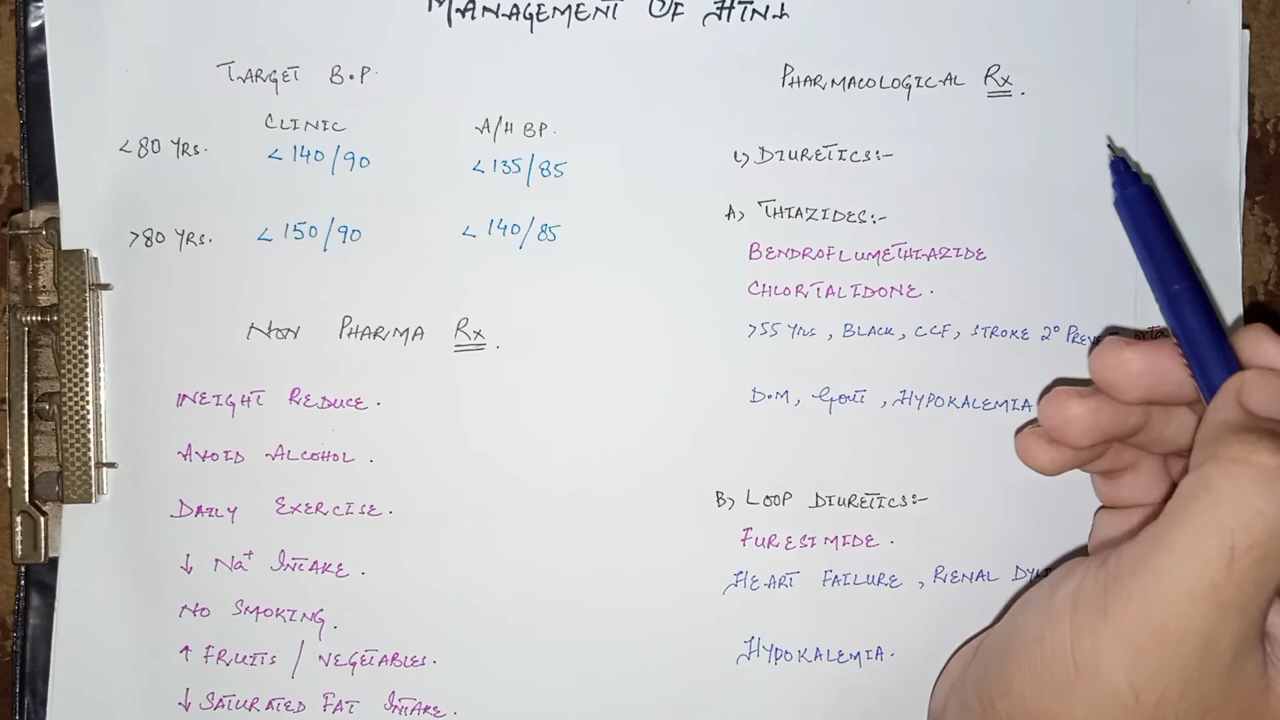 MANAGEMENT OF HTN↓
TARGET B.P.
CLINIC A/H BP.
<80 YRS. <140/90 <135/85
>80 YRS. <150/90 <140/85
NON PHARMA Rx.
WEIGHT REDUCE.
AVOID ALCOHOL.
DAILY EXERCISE.
↓ Na+ INTAKE.
NO SMOKING.
↑ FRUITS / VEGETABLES.
↓ SATURATED FAT INTAKE.
PHARMACOLOGICAL Rx.
1) DIURETICS:-
A) THIAZIDES:-
BENDROFLUMETHIAZIDE
CHLORTALIDONE.
>55 YRS, BLACK, CCF, STROKE 2°
D.M, Gout, HYPOKALEMIA
B) LOOP DIURETICS:-
FURESIMIDE.
HEART FAILURE, RENAL
HYPOKALEMIA.